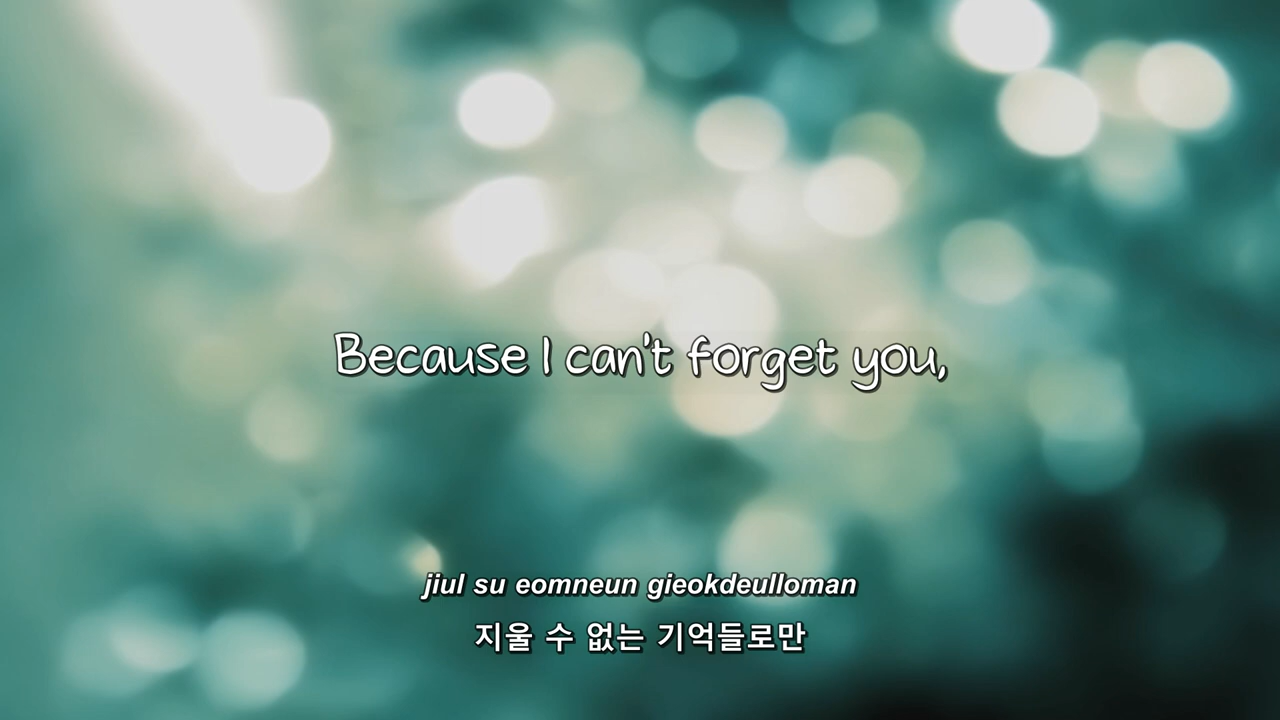 Because I can't forget you,
jiul su eomneun gieokdeulloman
지울 수 없는 기억들로만